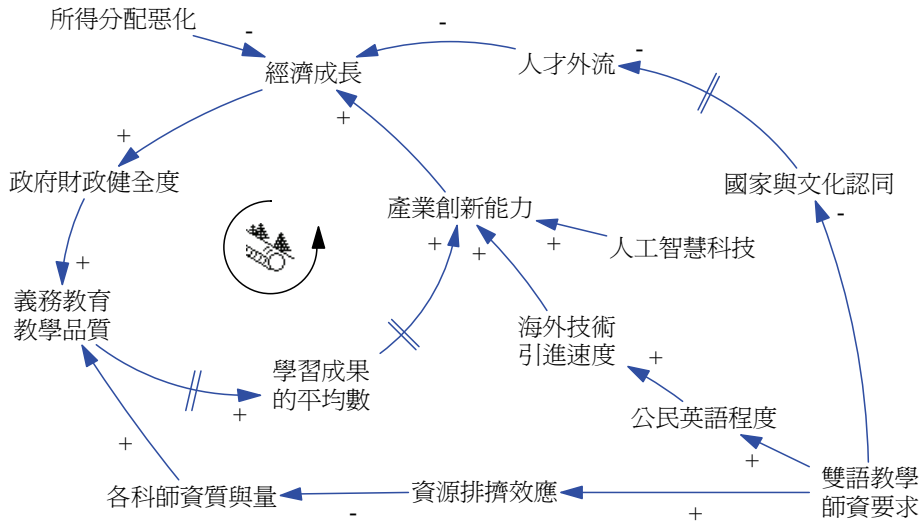 所得分配惡化
-
-
經濟成長
人才外流
-
+
+
政府財政健全度
國家與文化認同
-
產業創新能力
+
+
+
人工智慧科技
+
義務教育
教學品質
海外技術
引進速度
+
學習成果
的平均數
+
公民英語程度
+
+
雙語教學
師資要求
各科師資質與量
-
資源排擠效應
+